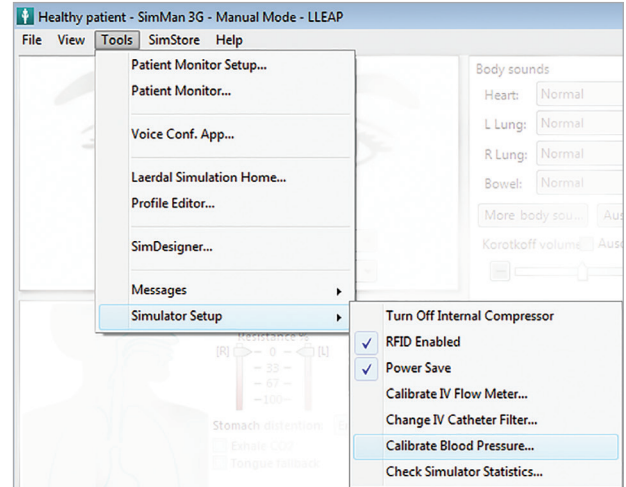 Healthy patient - SimMan 3G - Manual Mode - LLEAP
File View Tools SimStore Help
Patient Monitor Setup...
Patient Monitor...
Voice Conf. App...
Laerdal Simulation Home...
Profile Editor...
SimDesigner...
Messages
Simulator Setup
Body sounds
Heart: Normal
L Lung: Normal
R Lung: Normal
Bowel: Normal
More body sou...
Korotkoff volume
Turn Off Internal Compressor
RFID Enabled
Power Save
Calibrate IV Flow Meter...
Change IV Catheter Filter...
Calibrate Blood Pressure...
Check Simulator Statistics...
Resistance %
[R] - 0 - [L]
- 33 -
- 67 -
-100-
Stomach distention
Exhale CO2
Tongue fallback